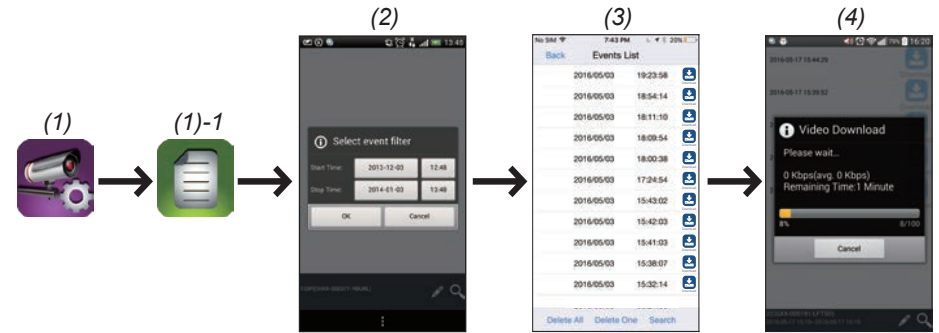 (1)
(1)-1
(2)
13:48
Select event filter
Start Time: 2013-12-03 12:48
Stop Time: 2014-01-03 13:48
OK Cancel
(3)
No SIM 7:43 PM 20%
Back Events List
2016/05/03 19:23:58
2016/05/03 18:54:14
2016/05/03 18:11:10
2016/05/03 18:09:54
2016/05/03 18:00:38
2016/05/03 17:24:54
2016/05/03 15:43:02
2016/05/03 15:42:03
2016/05/03 15:41:03
2016/05/03 15:38:07
2016/05/03 15:32:14
Delete All Delete One Search
(4)
79% 16:20
2016-05-17 15:44:29
Download
2016-05-17 15:39:52
Download
Video Download
Please wait...
0 Kbps(avg. 0 Kbps)
Remaining Time:1 Minute
8% 8/100
Cancel